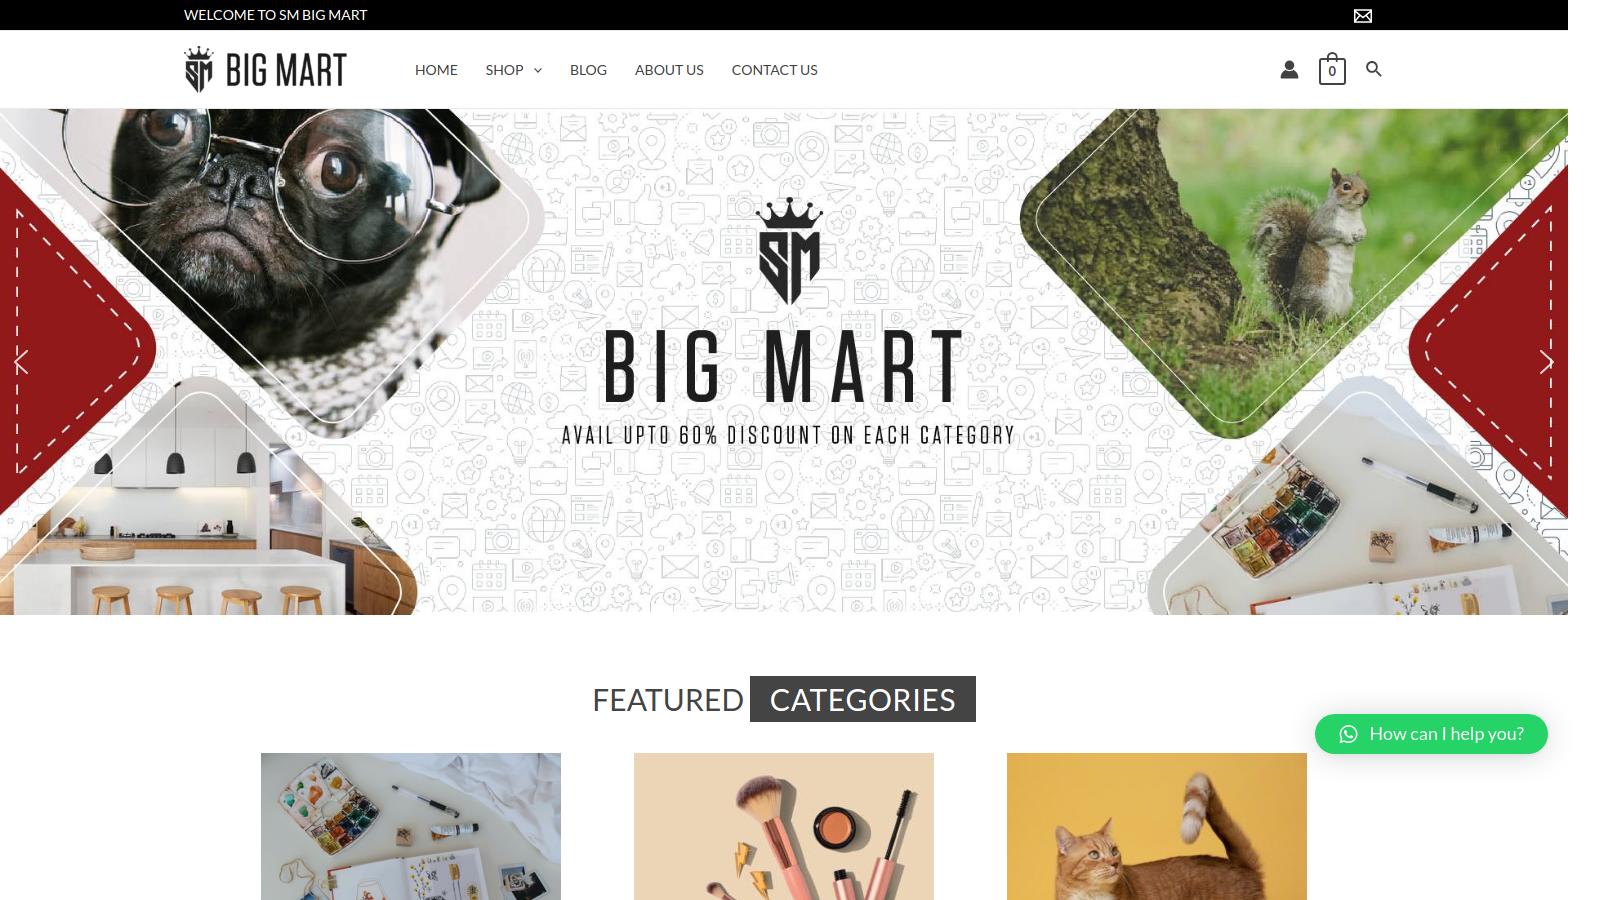 WELCOME TO SM BIG MART
SM BIG MART
HOME
SHOP
BLOG
ABOUT US
CONTACT US
0
SM
BIG MART
AVAIL UPTO 60% DISCOUNT ON EACH CATEGORY
FEATURED CATEGORIES
How can I help you?